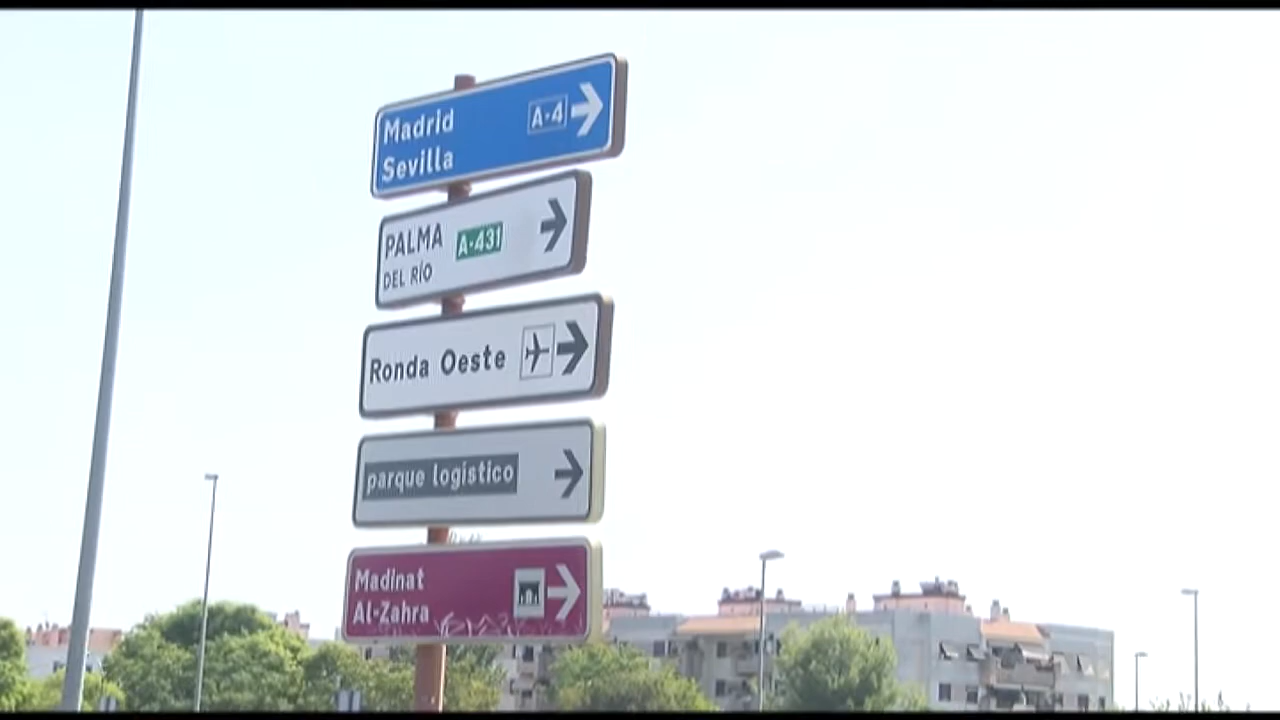 Madrid
Sevilla
A-4
PALMA
DEL RÍO
A-431
Ronda Oeste
parque logístico
Madinat
Al-Zahra